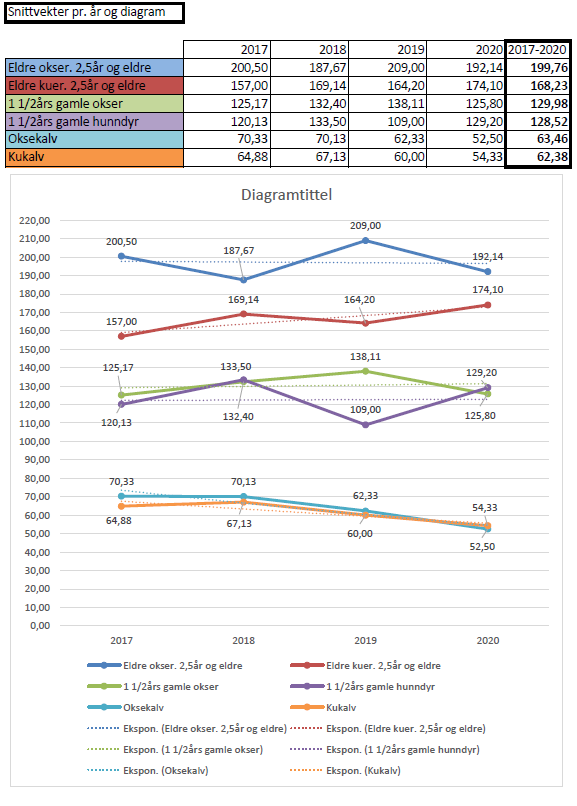 Snittvekter pr. år og diagram
2017 2018 2019 2020 2017-2020
Eldre okser. 2,5år og eldre 200,50 187,67 209,00 192,14 199,76
Eldre kuer. 2,5år og eldre 157,00 169,14 164,20 174,10 168,23
1 1/2års gamle okser 125,17 132,40 138,11 125,80 129,98
1 1/2års gamle hunndyr 120,13 133,50 109,00 129,20 128,52
Oksekalv 70,33 70,13 62,33 52,50 63,46
Kukalv 64,88 67,13 60,00 54,33 62,38
Diagramtittel
220,00
210,00
200,00
190,00
180,00
170,00
160,00
150,00
140,00
130,00
120,00
110,00
100,00
90,00
80,00
70,00
60,00
50,00
40,00
30,00
20,00
10,00
0,00
200,50 187,67 209,00 192,14
157,00 169,14 164,20 174,10
125,17 132,40 138,11 125,80
120,13 133,50 109,00 129,20
70,33 70,13 62,33 52,50
64,88 67,13 60,00 54,33
2017 2018 2019 2020
Eldre okser. 2,5år og eldre Eldre kuer. 2,5år og eldre
1 1/2års gamle okser 1 1/2års gamle hunndyr
Oksekalv Kukalv
Ekspon. (Eldre okser. 2,5år og eldre) Ekspon. (Eldre kuer. 2,5år og eldre)
Ekspon. (1 1/2års gamle okser) Ekspon. (1 1/2års gamle hunndyr)
Ekspon. (Oksekalv) Ekspon. (Kukalv)